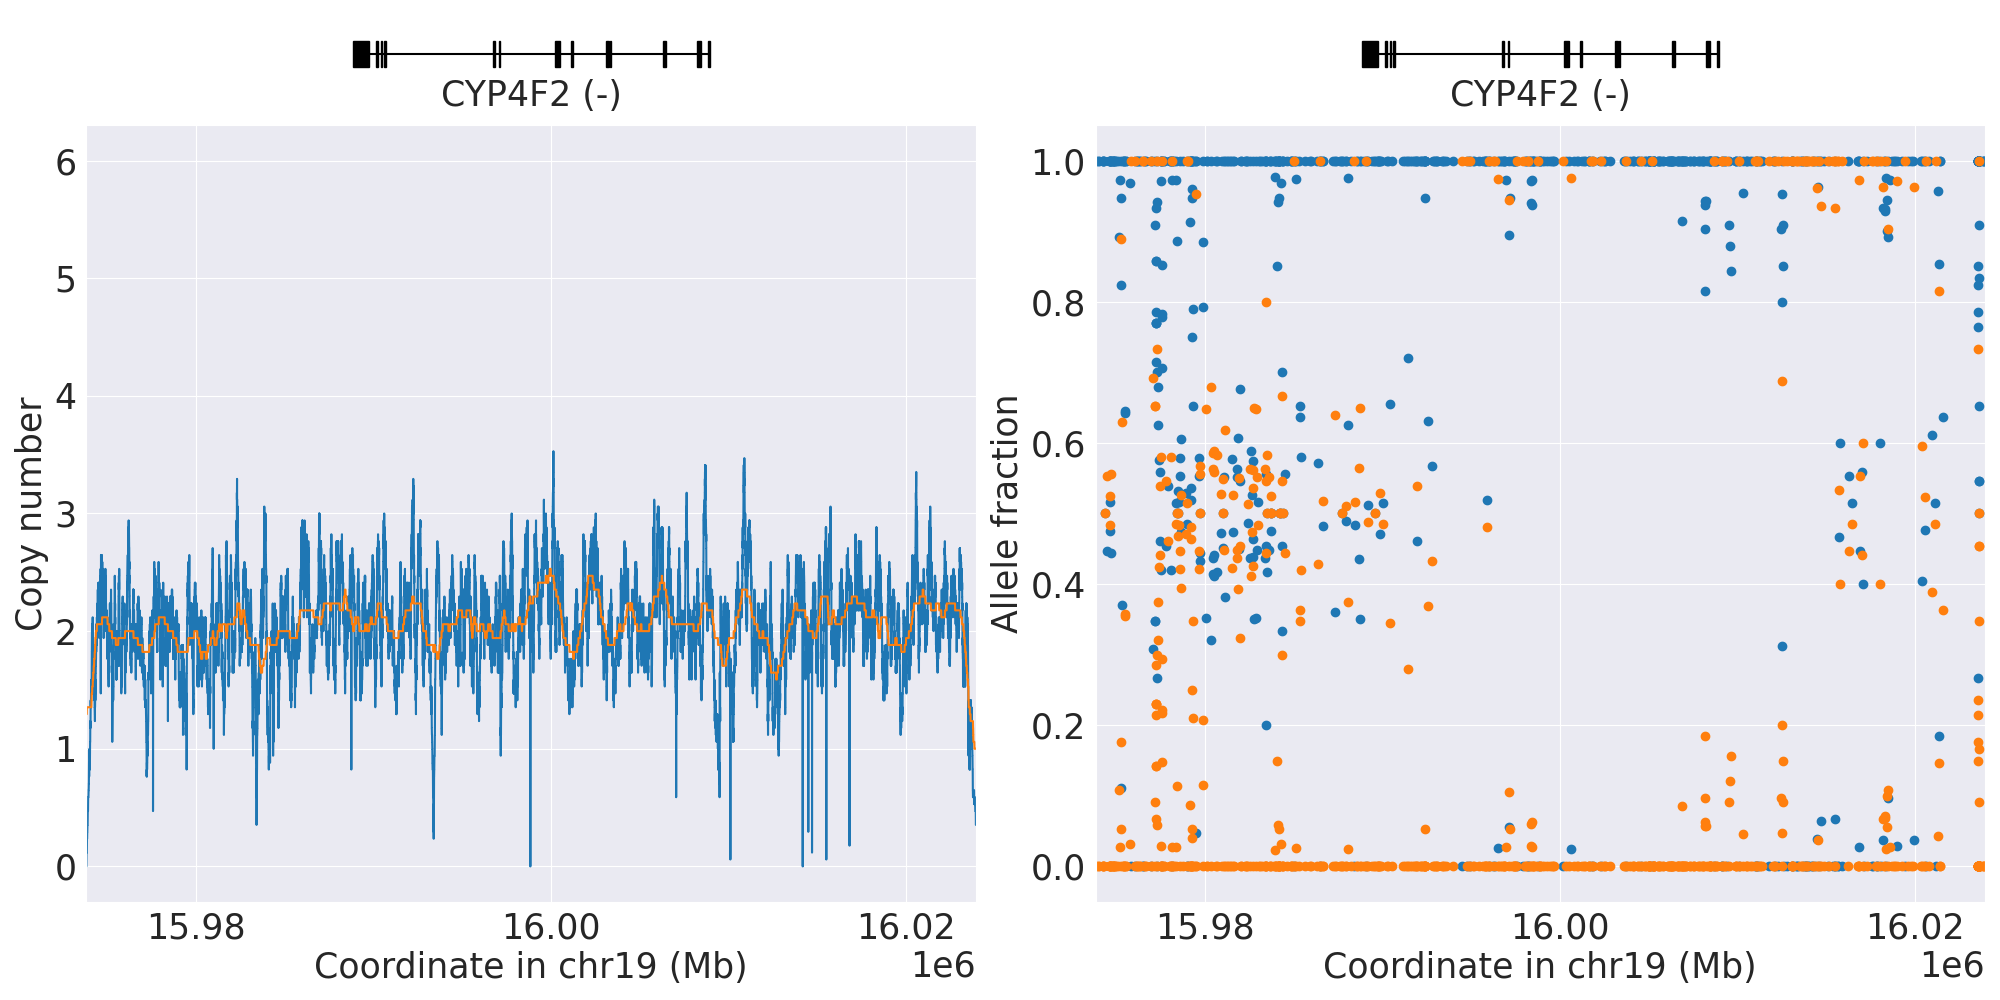 CYP4F2 (-)
CYP4F2 (-)
Copy number
6
5
4
3
2
1
0
15.98
16.00
16.02
Coordinate in chr19 (Mb)
1e6
Allele fraction
1.0
0.8
0.6
0.4
0.2
0.0
15.98
16.00
16.02
Coordinate in chr19 (Mb)
1e6